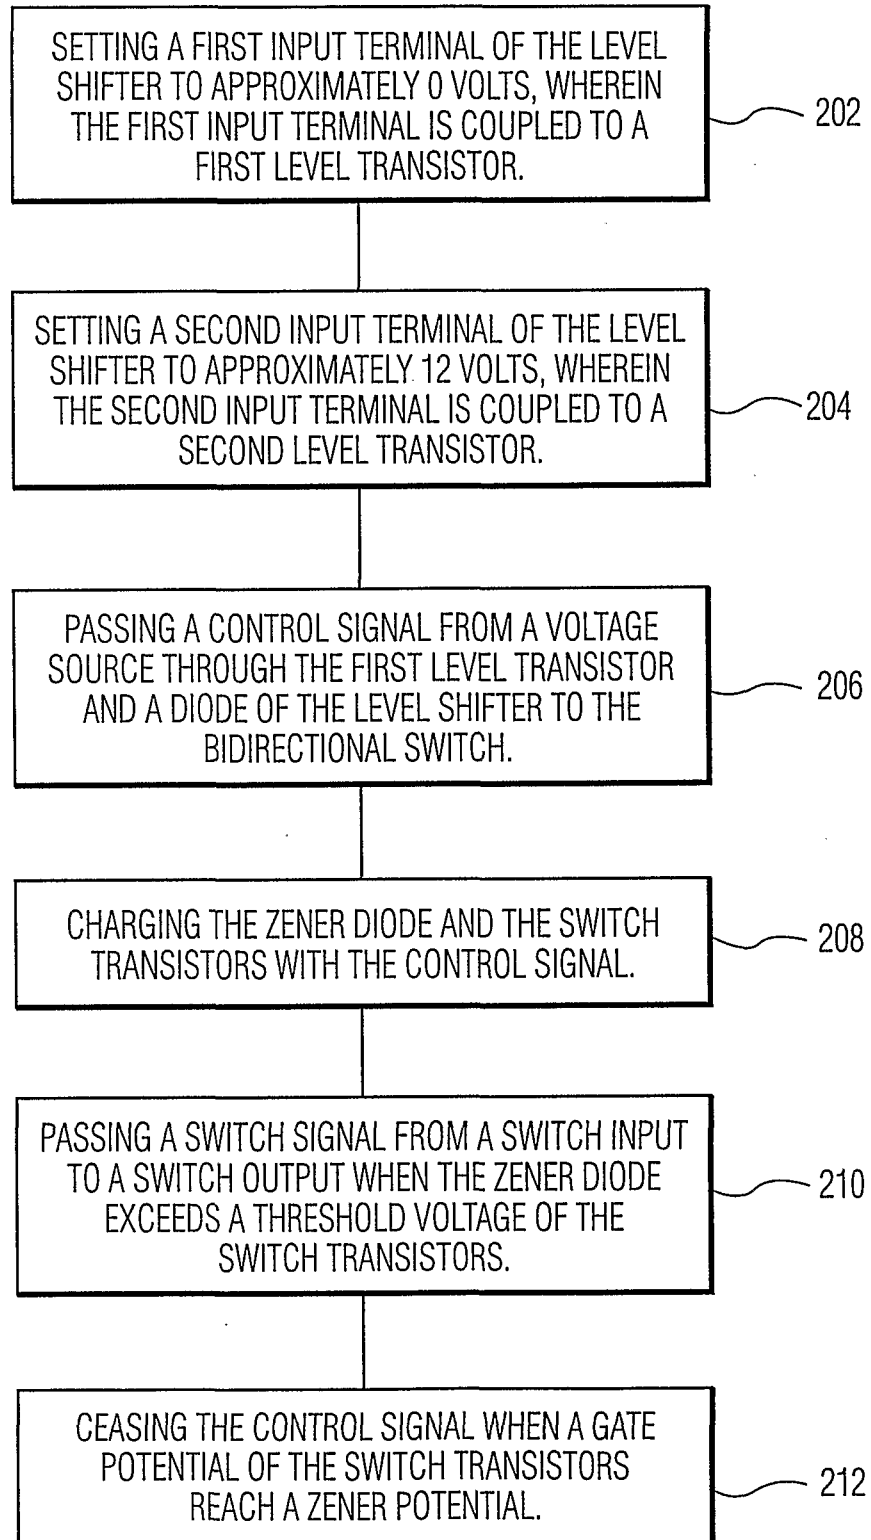 SETTING A FIRST INPUT TERMINAL OF THE LEVEL
SHIFTER TO APPROXIMATELY 0 VOLTS, WHEREIN
THE FIRST INPUT TERMINAL IS COUPLED TO A
FIRST LEVEL TRANSISTOR.
202
SETTING A SECOND INPUT TERMINAL OF THE LEVEL
SHIFTER TO APPROXIMATELY 12 VOLTS, WHEREIN
THE SECOND INPUT TERMINAL IS COUPLED TO A
SECOND LEVEL TRANSISTOR.
204
PASSING A CONTROL SIGNAL FROM A VOLTAGE
SOURCE THROUGH THE FIRST LEVEL TRANSISTOR
AND A DIODE OF THE LEVEL SHIFTER TO THE
BIDIRECTIONAL SWITCH.
206
CHARGING THE ZENER DIODE AND THE SWITCH
TRANSISTORS WITH THE CONTROL SIGNAL.
208
PASSING A SWITCH SIGNAL FROM A SWITCH INPUT
TO A SWITCH OUTPUT WHEN THE ZENER DIODE
EXCEEDS A THRESHOLD VOLTAGE OF THE
SWITCH TRANSISTORS.
210
CEASING THE CONTROL SIGNAL WHEN A GATE
POTENTIAL OF THE SWITCH TRANSISTORS
REACH A ZENER POTENTIAL.
212